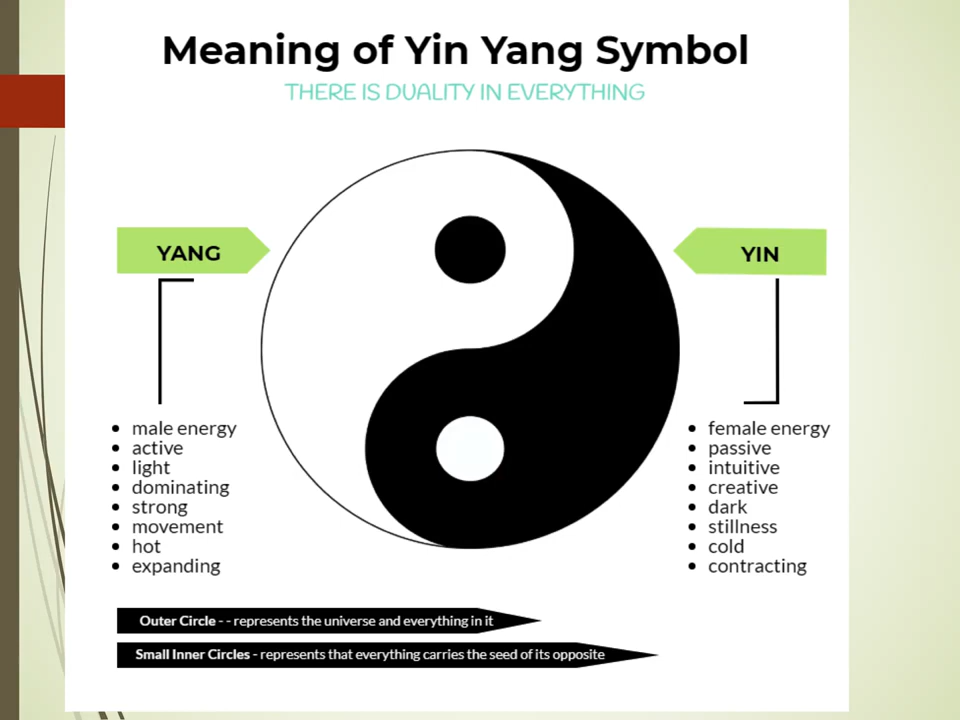 Meaning of Yin Yang Symbol
THERE IS DUALITY IN EVERYTHING
YANG
• male energy
• active
• light
• dominating
• strong
• movement
• hot
• expanding
YIN
• female energy
• passive
• intuitive
• creative
• dark
• stillness
• cold
• contracting
Outer Circle - - represents the universe and everything in it
Small Inner Circles - represents that everything carries the seed of its opposite